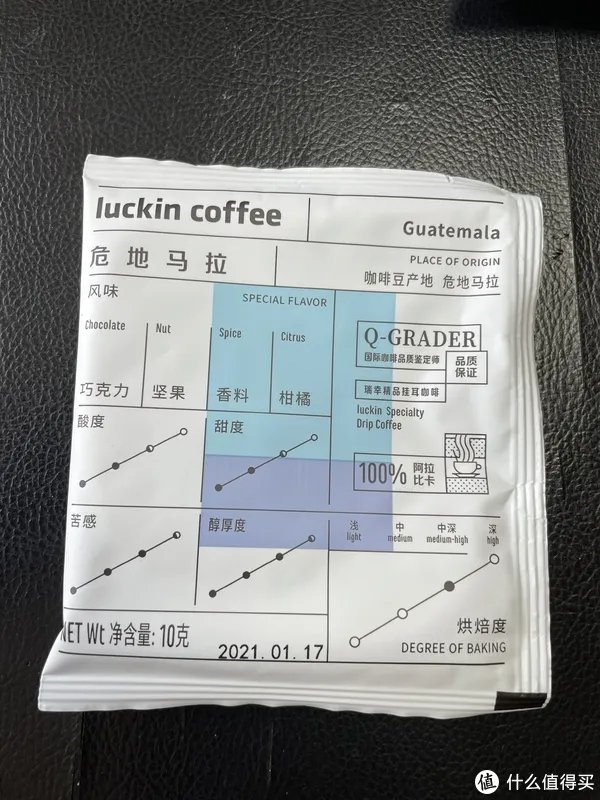 luckin coffee
Guatemala
危地马拉
PLACE OF ORIGIN
咖啡豆产地 危地马拉
风味
SPECIAL FLAVOR
Chocolate
Nut
Spice
Citrus
巧克力
坚果
香料
柑橘
Q-GRADER
国际咖啡品质鉴定师
品质
保证
瑞幸精品挂耳咖啡
luckin Specialty
Drip Coffee
酸度
甜度
100%
阿拉
比卡
苦感
醇厚度
浅
light
中
medium
中深
medium-high
深
high
NET Wt 净含量: 10克
2021.01.17
烘焙度
DEGREE OF BAKING
值 什么值得买